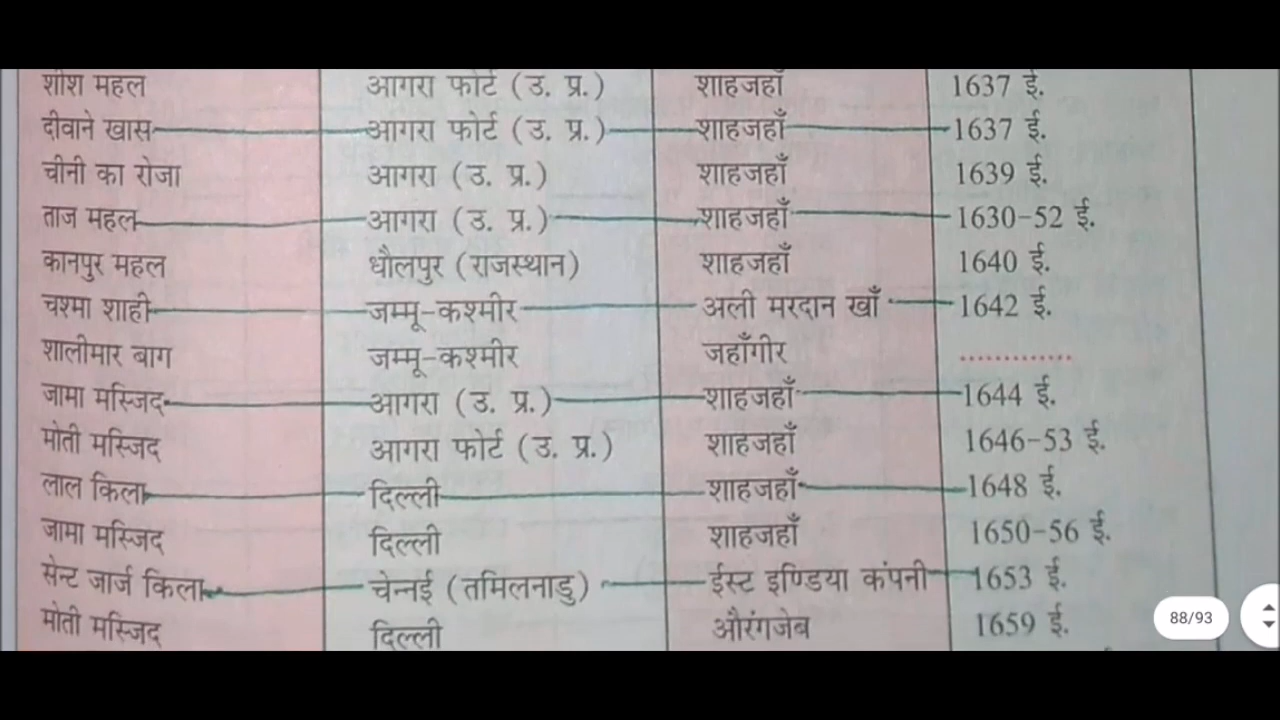 शीश महल आगरा फोर्ट (उ. प्र.) शाहजहाँ 1637 ई.
दीवाने खास आगरा फोर्ट (उ. प्र.) शाहजहाँ 1637 ई.
चीनी का रोजा आगरा (उ. प्र.) शाहजहाँ 1639 ई.
ताज महल आगरा (उ. प्र.) शाहजहाँ 1630-52 ई.
कानपुर महल धौलपुर (राजस्थान) शाहजहाँ 1640 ई.
चश्मा शाही जम्मू-कश्मीर अली मरदान खाँ 1642 ई.
शालीमार बाग जम्मू-कश्मीर जहाँगीर ............
जामा मस्जिद आगरा (उ. प्र.) शाहजहाँ 1644 ई.
मोती मस्जिद आगरा फोर्ट (उ. प्र.) शाहजहाँ 1646-53 ई.
लाल किला दिल्ली शाहजहाँ 1648 ई.
जामा मस्जिद दिल्ली शाहजहाँ 1650-56 ई.
सेन्ट जार्ज किला चेन्नई (तमिलनाडु) ईस्ट इण्डिया कंपनी 1653 ई.
मोती मस्जिद दिल्ली औरंगजेब 1659 ई.
88/93